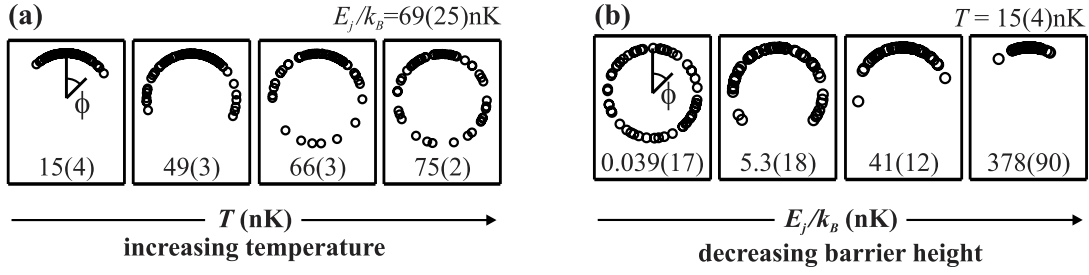 (a)
E_j/k_B=69(25)nK
ϕ
15(4)
49(3)
66(3)
75(2)
T (nK)
increasing temperature
(b)
T = 15(4)nK
ϕ
0.039(17)
5.3(18)
41(12)
378(90)
E_j/k_B (nK)
decreasing barrier height